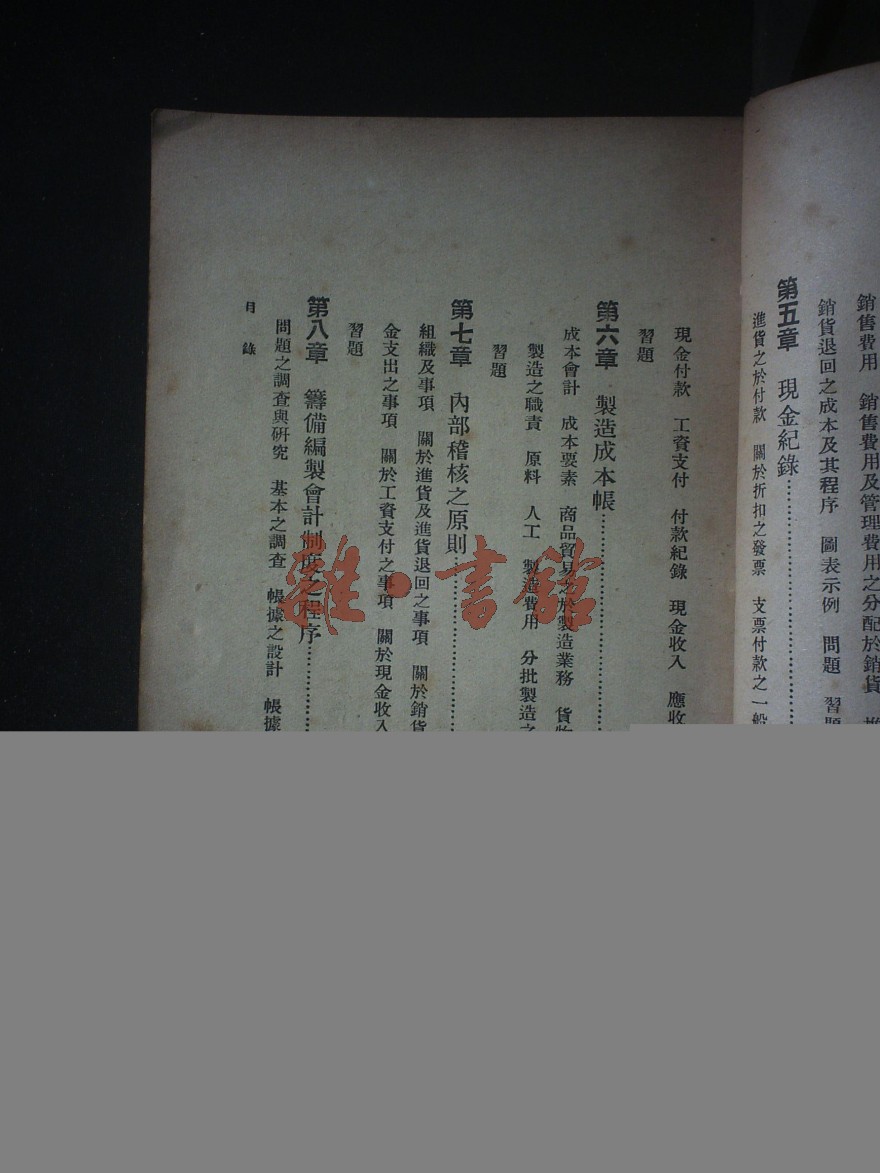 銷售費用　銷售費用及管理費用之分配於銷貨
銷貨退回之成本及其程序　圖表示例　問題　習題
第五章　現金紀錄
進貨之於付款　關於折扣之發票　支票付款之一般
現金付款　工資支付　付款紀錄　現金收入　應收
習題
第六章　製造成本帳
成本會計　成本要素　商品貿易之於製造業務　貨物
製造之職責　原料　人工　製造費用　分批製造之
習題
第七章　內部稽核之原則
組織及事項　關於進貨及進貨退回之事項　關於銷貨
金支出之事項　關於工資支付之事項　關於現金收入
習題
第八章　籌備編製會計制度之程序
問題之調查與研究　基本之調查　帳據之設計　帳據
目錄
雜·書館